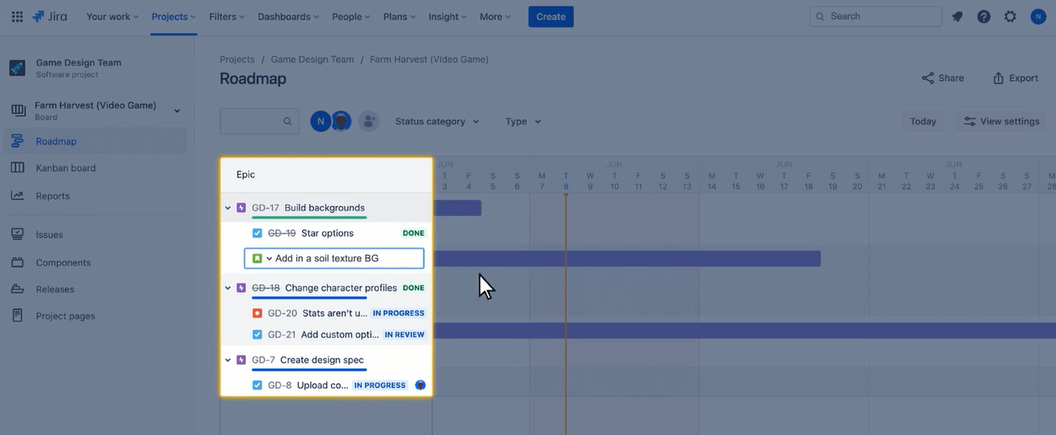 Jira Your work Projects Filters Dashboards People Plans Insight More Create Search N
Game Design Team
Software project
Farm Harvest (Video Game)
Board
Roadmap
Kanban board
Reports
Issues
Components
Releases
Project pages
Projects / Game Design Team / Farm Harvest (Video Game)
Roadmap
Share Export
N Status category Type Today View settings
Epic
JUN JUN JUN JUN
T F S S M T W T F S S M T W T F S S M T W T F S S M
3 4 5 6 7 8 9 10 11 12 13 14 15 16 17 18 19 20 21 22 23 24 25 26 27 28
GD-17 Build backgrounds
GD-19 Star options DONE
Add in a soil texture BG
GD-18 Change character profiles DONE
GD-20 Stats aren't u... IN PROGRESS
GD-21 Add custom opti... IN REVIEW
GD-7 Create design spec
GD-8 Upload co... IN PROGRESS